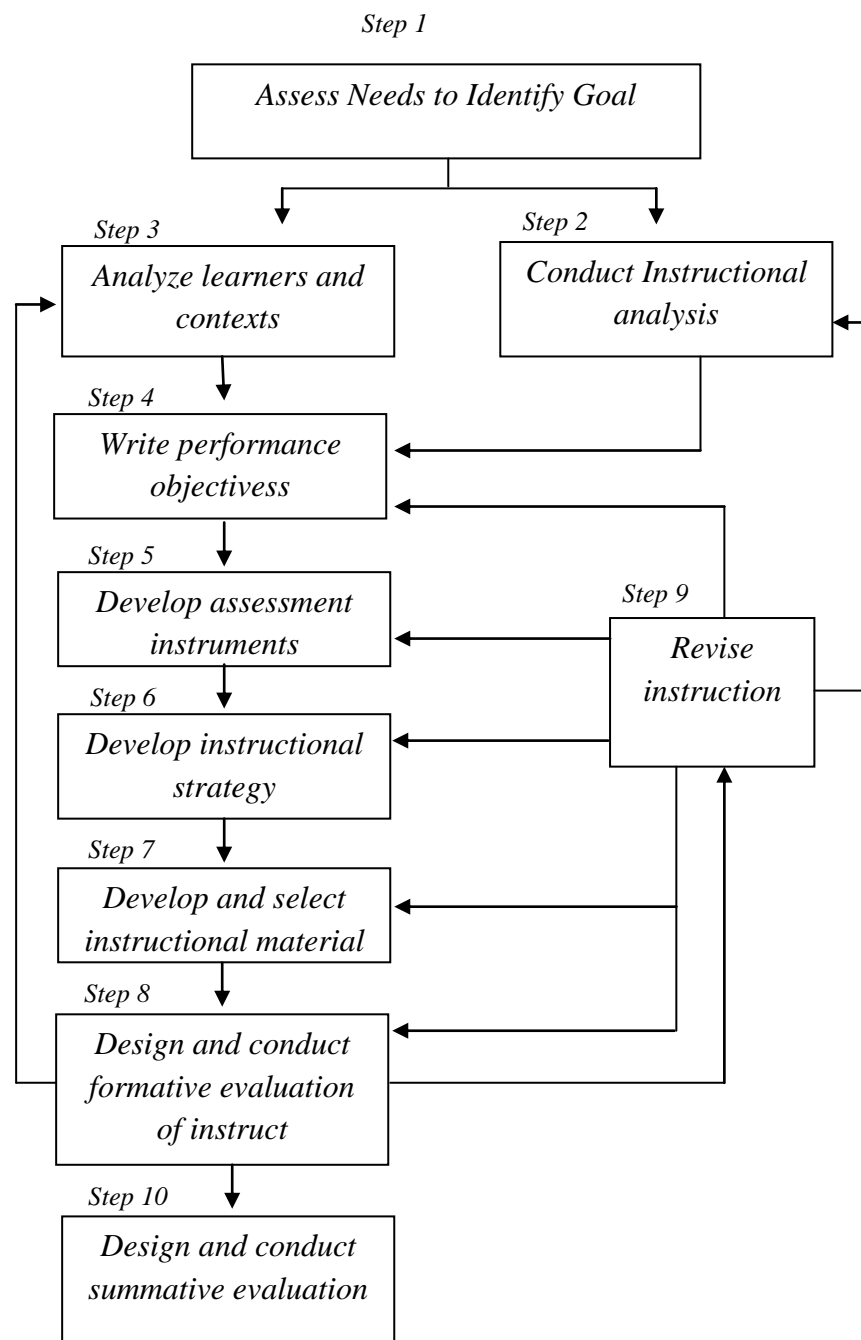 Step 1
Assess Needs to Identify Goal
Step 3
Analyze learners and
contexts
Step 2
Conduct Instructional
analysis
Step 4
Write performance
objectivess
Step 5
Develop assessment
instruments
Step 9
Revise
instruction
Step 6
Develop instructional
strategy
Step 7
Develop and select
instructional material
Step 8
Design and conduct
formative evaluation
of instruct
Step 10
Design and conduct
summative evaluation